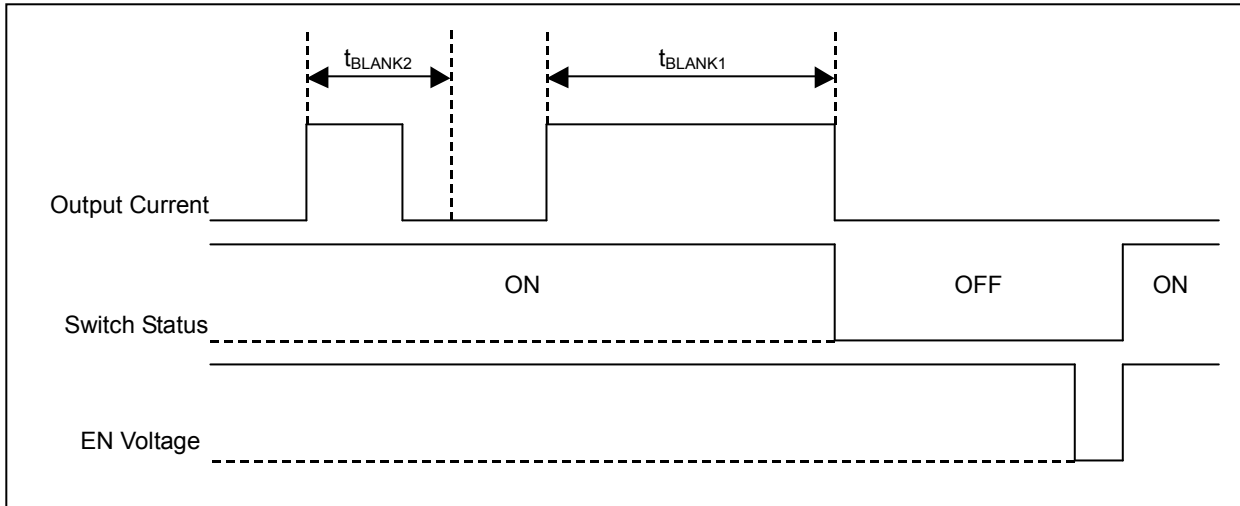 tBLANK2
tBLANK1
Output Current
ON
OFF
ON
Switch Status
EN Voltage